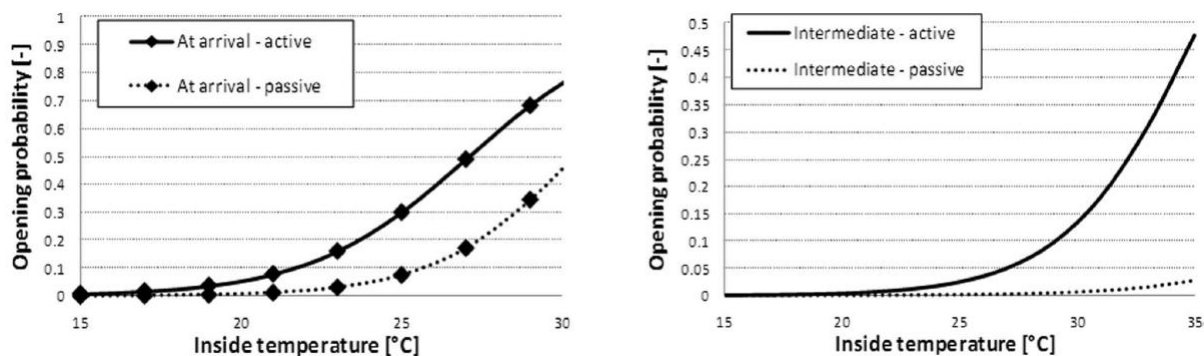 1
0.9
0.8
0.7
0.6
0.5
0.4
0.3
0.2
0.1
0
Opening probability [-]
At arrival - active
At arrival - passive
15 20 25 30
Inside temperature [°C]
0.5
0.45
0.4
0.35
0.3
0.25
0.2
0.15
0.1
0.05
0
Opening probability [-]
Intermediate - active
Intermediate - passive
15 20 25 30 35
Inside temperature [°C]